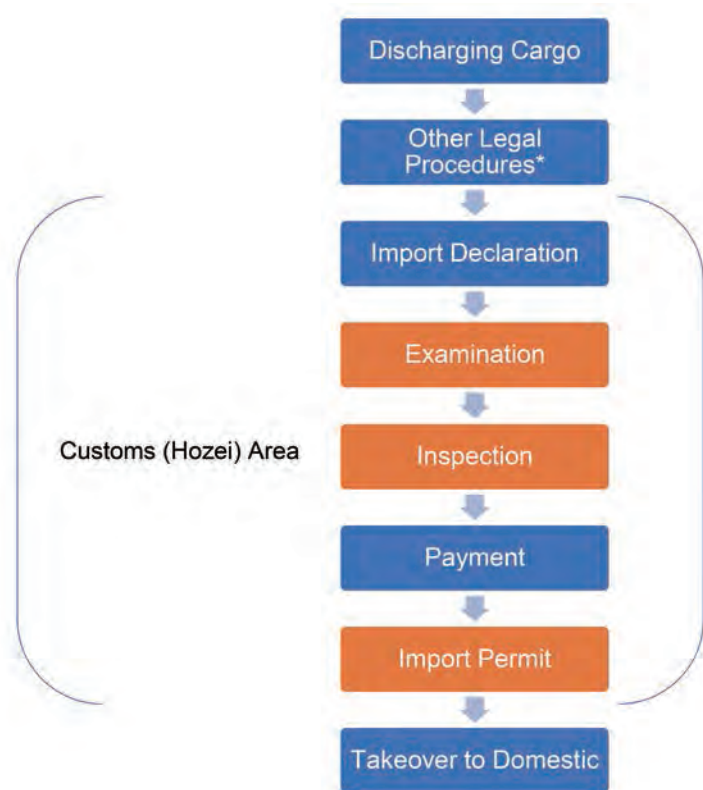 Discharging Cargo
Other Legal
Procedures*
Import Declaration
Examination
Customs (Hozei) Area
Inspection
Payment
Import Permit
Takeover to Domestic